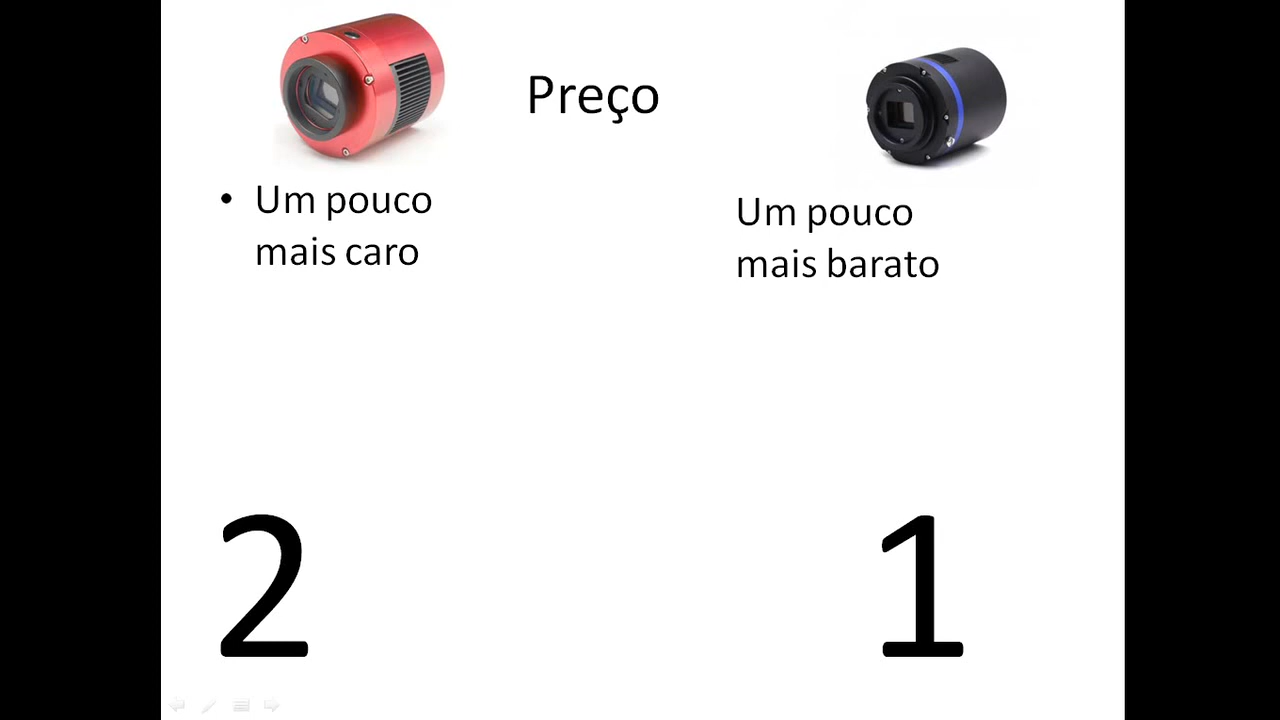 Preço
• Um pouco
mais caro
Um pouco
mais barato
2
1